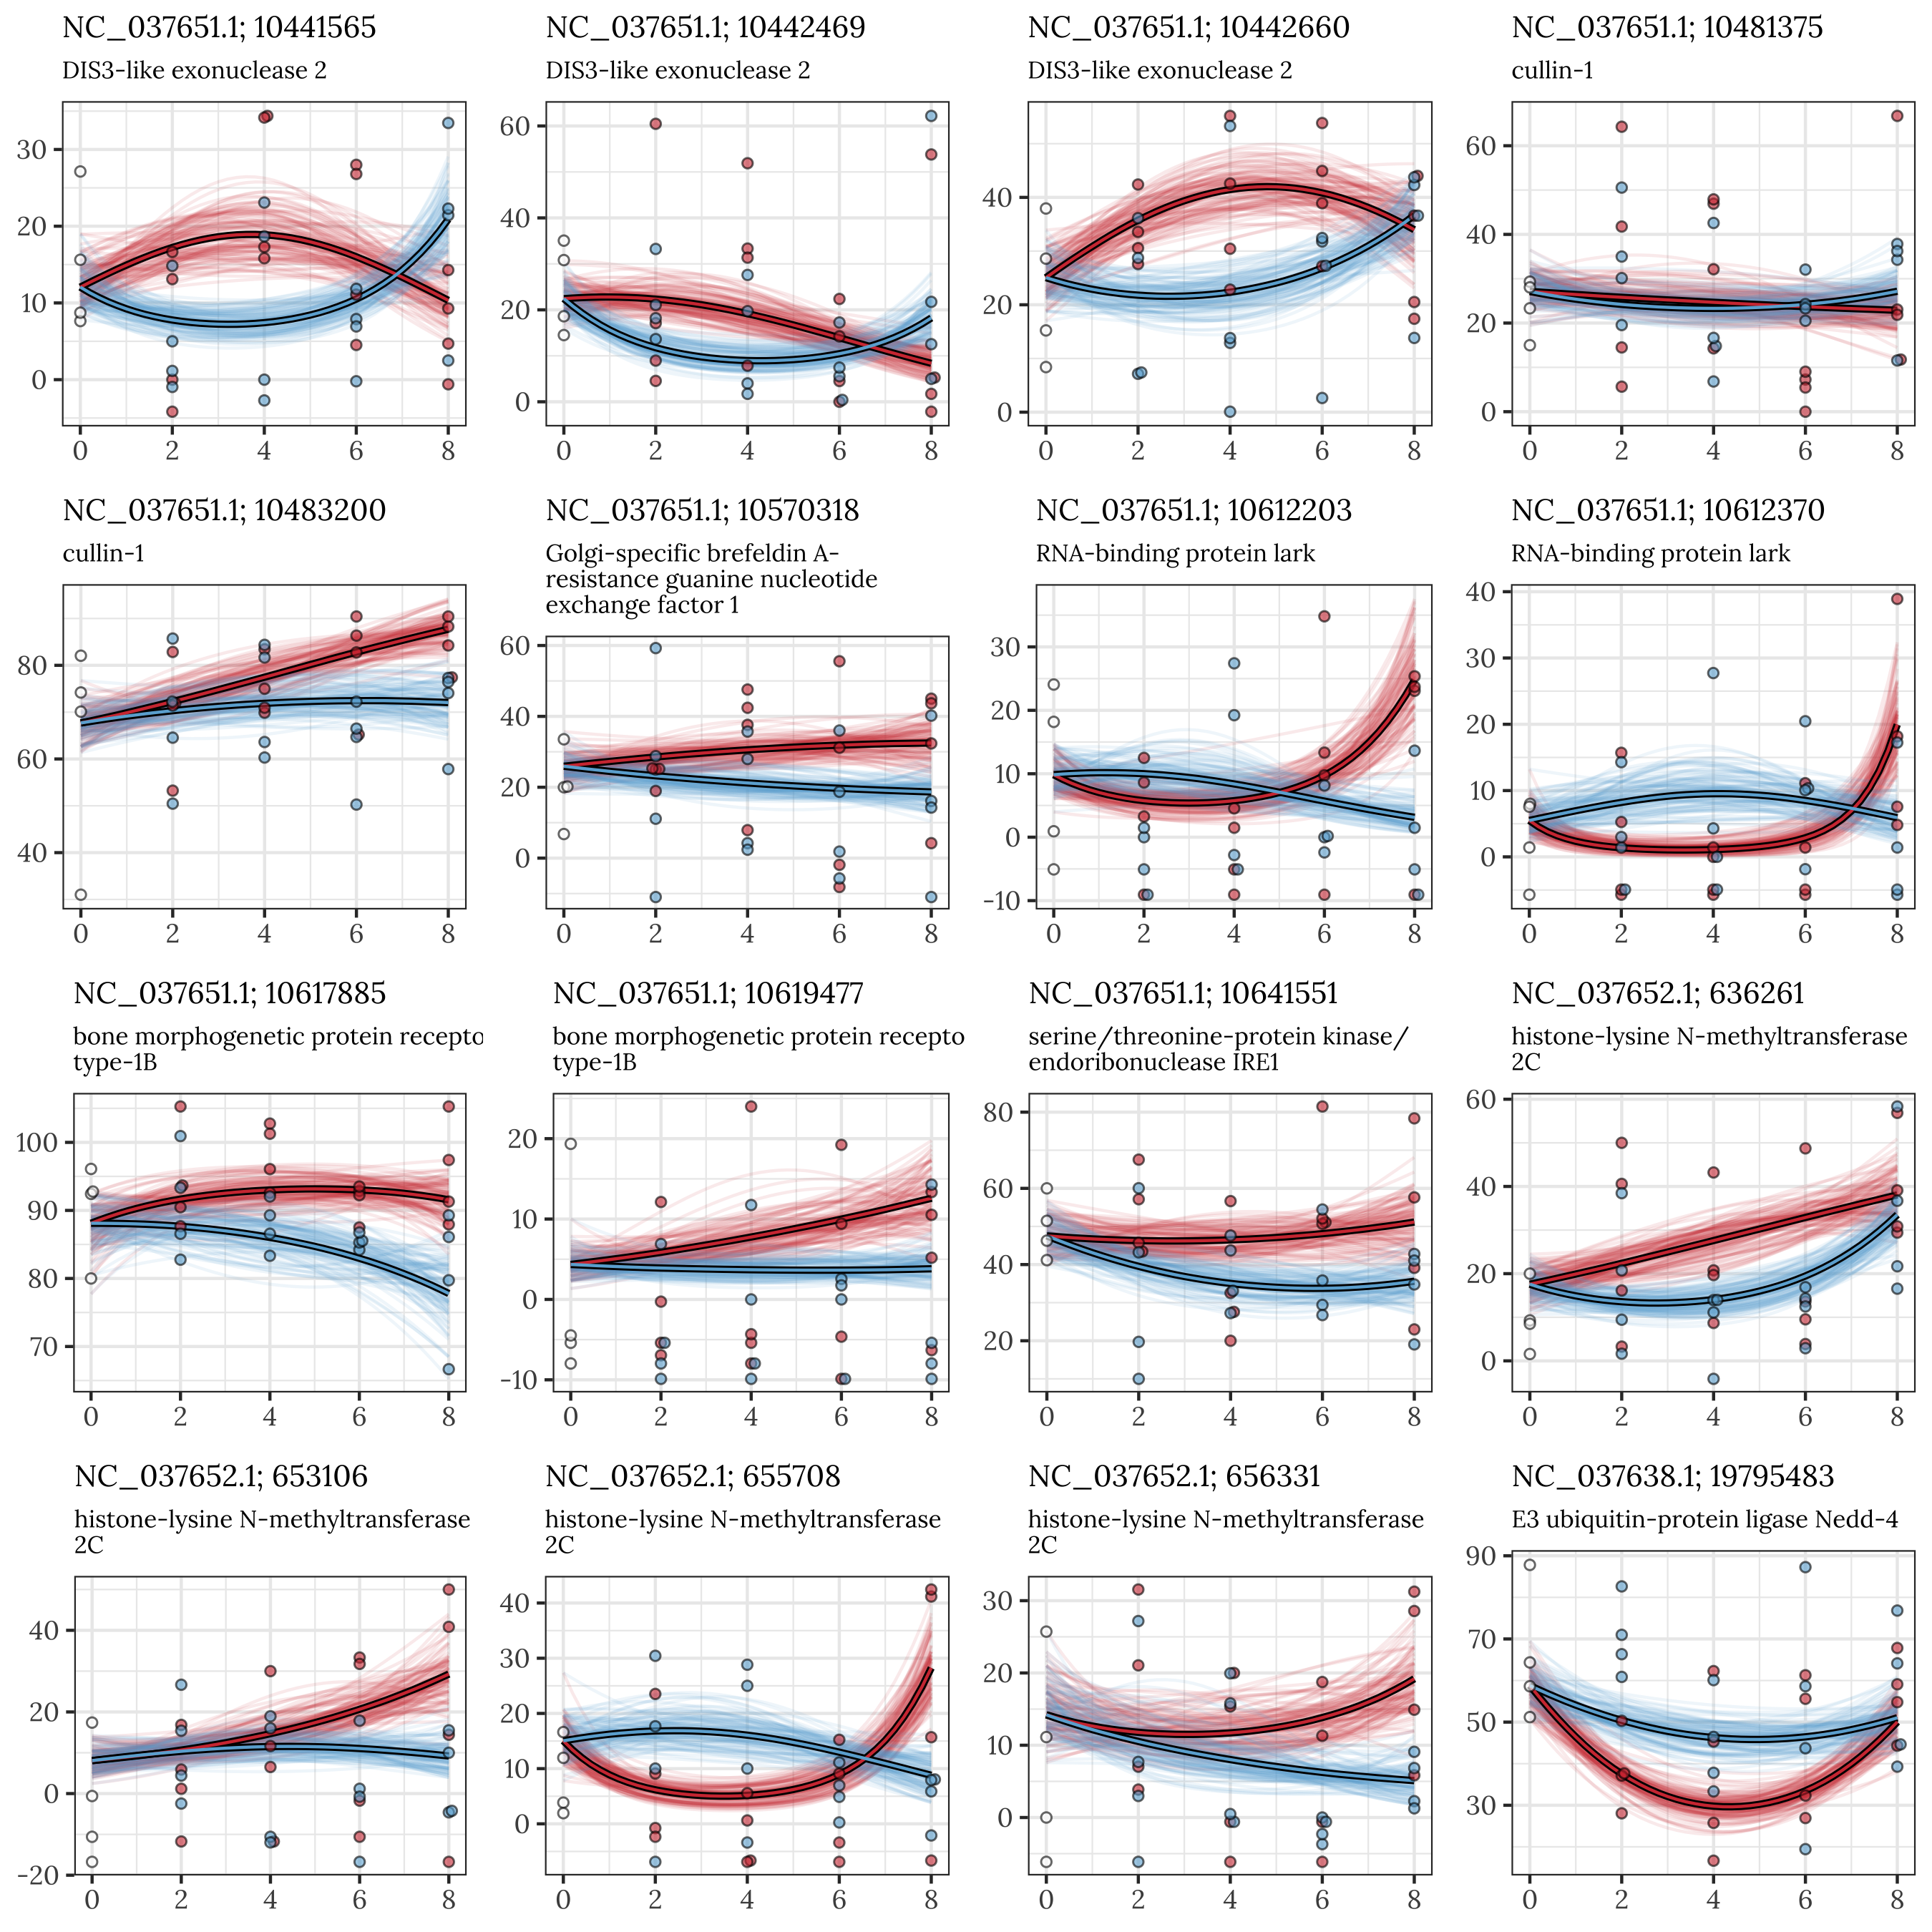 NC_037651.1; 10441565
DIS3-like exonuclease 2
30
20
10
0
0 2 4 6 8
NC_037651.1; 10442469
DIS3-like exonuclease 2
60
40
20
0
0 2 4 6 8
NC_037651.1; 10442660
DIS3-like exonuclease 2
40
20
0
0 2 4 6 8
NC_037651.1; 10481375
cullin-1
60
40
20
0
0 2 4 6 8
NC_037651.1; 10483200
cullin-1
80
60
40
0 2 4 6 8
NC_037651.1; 10570318
Golgi-specific brefeldin A-
resistance guanine nucleotide
exchange factor 1
60
40
20
0
0 2 4 6 8
NC_037651.1; 10612203
RNA-binding protein lark
30
20
10
0
-10
0 2 4 6 8
NC_037651.1; 10612370
RNA-binding protein lark
40
30
20
10
0
0 2 4 6 8
NC_037651.1; 10617885
bone morphogenetic protein recepto
type-1B
100
90
80
70
0 2 4 6 8
NC_037651.1; 10619477
bone morphogenetic protein recepto
type-1B
20
10
0
-10
0 2 4 6 8
NC_037651.1; 10641551
serine/threonine-protein kinase/
endoribonuclease IRE1
80
60
40
20
0 2 4 6 8
NC_037652.1; 636261
histone-lysine N-methyltransferase
2C
60
40
20
0
0 2 4 6 8
NC_037652.1; 653106
histone-lysine N-methyltransferase
2C
40
20
0
-20
0 2 4 6 8
NC_037652.1; 655708
histone-lysine N-methyltransferase
2C
40
30
20
10
0
0 2 4 6 8
NC_037652.1; 656331
histone-lysine N-methyltransferase
2C
30
20
10
0
0 2 4 6 8
NC_037638.1; 19795483
E3 ubiquitin-protein ligase Nedd-4
90
70
50
30
0 2 4 6 8